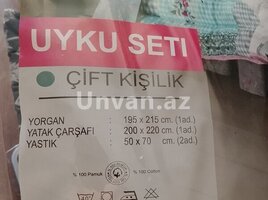 UYKU SETI
ÇİFT KİŞİLİK
Unvan.az
YORGAN : 195 x 215 cm. (1ad.)
YATAK ÇARŞAFI : 200 x 220 cm. (1ad.)
YASTIK : 50 x 70 cm. (2ad.)
% 100 Pamuk
% 100 Cotton